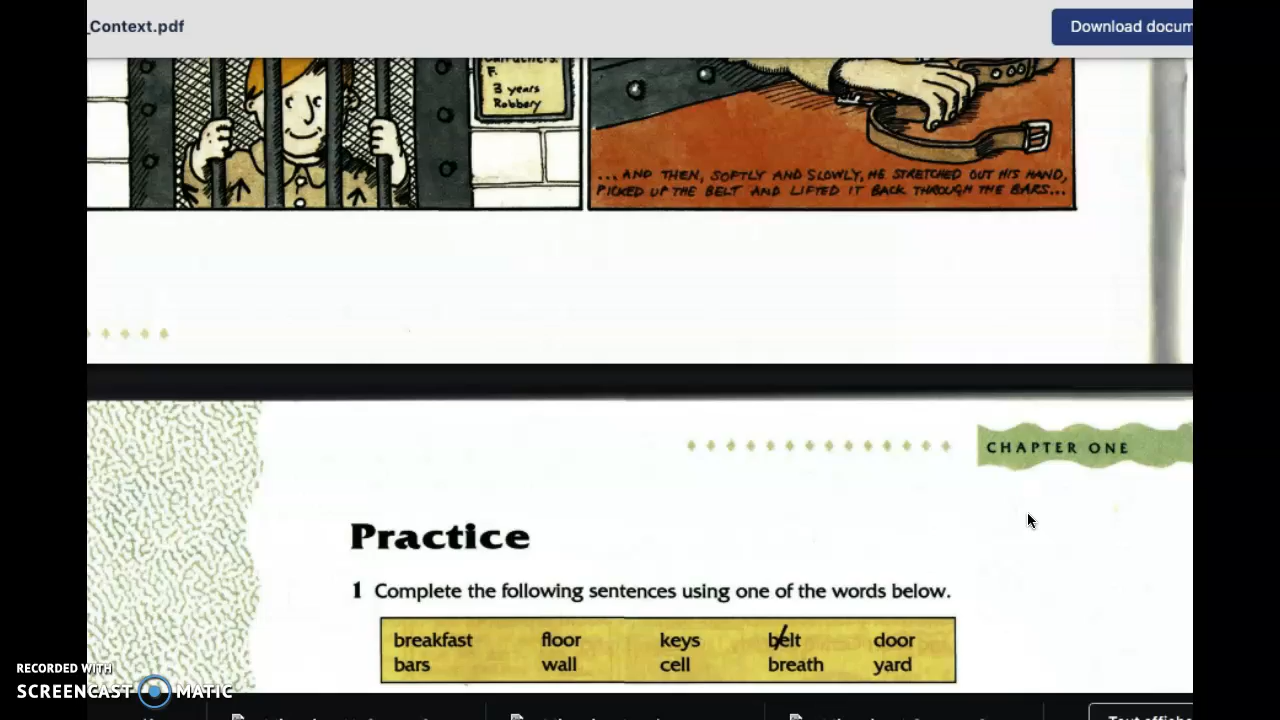 _Context.pdf
Download docum
F.
3 years
Robbery
...AND THEN, SOFTLY AND SLOWLY, HE STRETCHED OUT HIS HAND,
PICKED UP THE BELT AND LIFTED IT BACK THROUGH THE BARS...
CHAPTER ONE
Practice
1 Complete the following sentences using one of the words below.
breakfast floor keys belt door
bars wall cell breath yard
RECORDED WITH
SCREENCAST MATIC